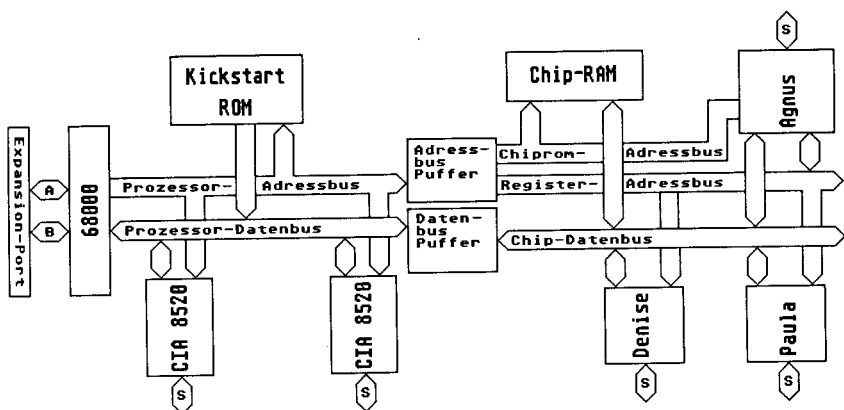 S
Kickstart
ROM
Chip-RAM
Agnus
Expansion-Port
A
B
68000
Adress-
bus
Puffer
Chiprom-
Adressbus
Prozessor-
Adressbus
Register-
Adressbus
Prozessor-Datenbus
Daten-
bus
Puffer
Chip-Datenbus
CIA 8520
CIA 8520
Denise
Paula
S
S
S
S